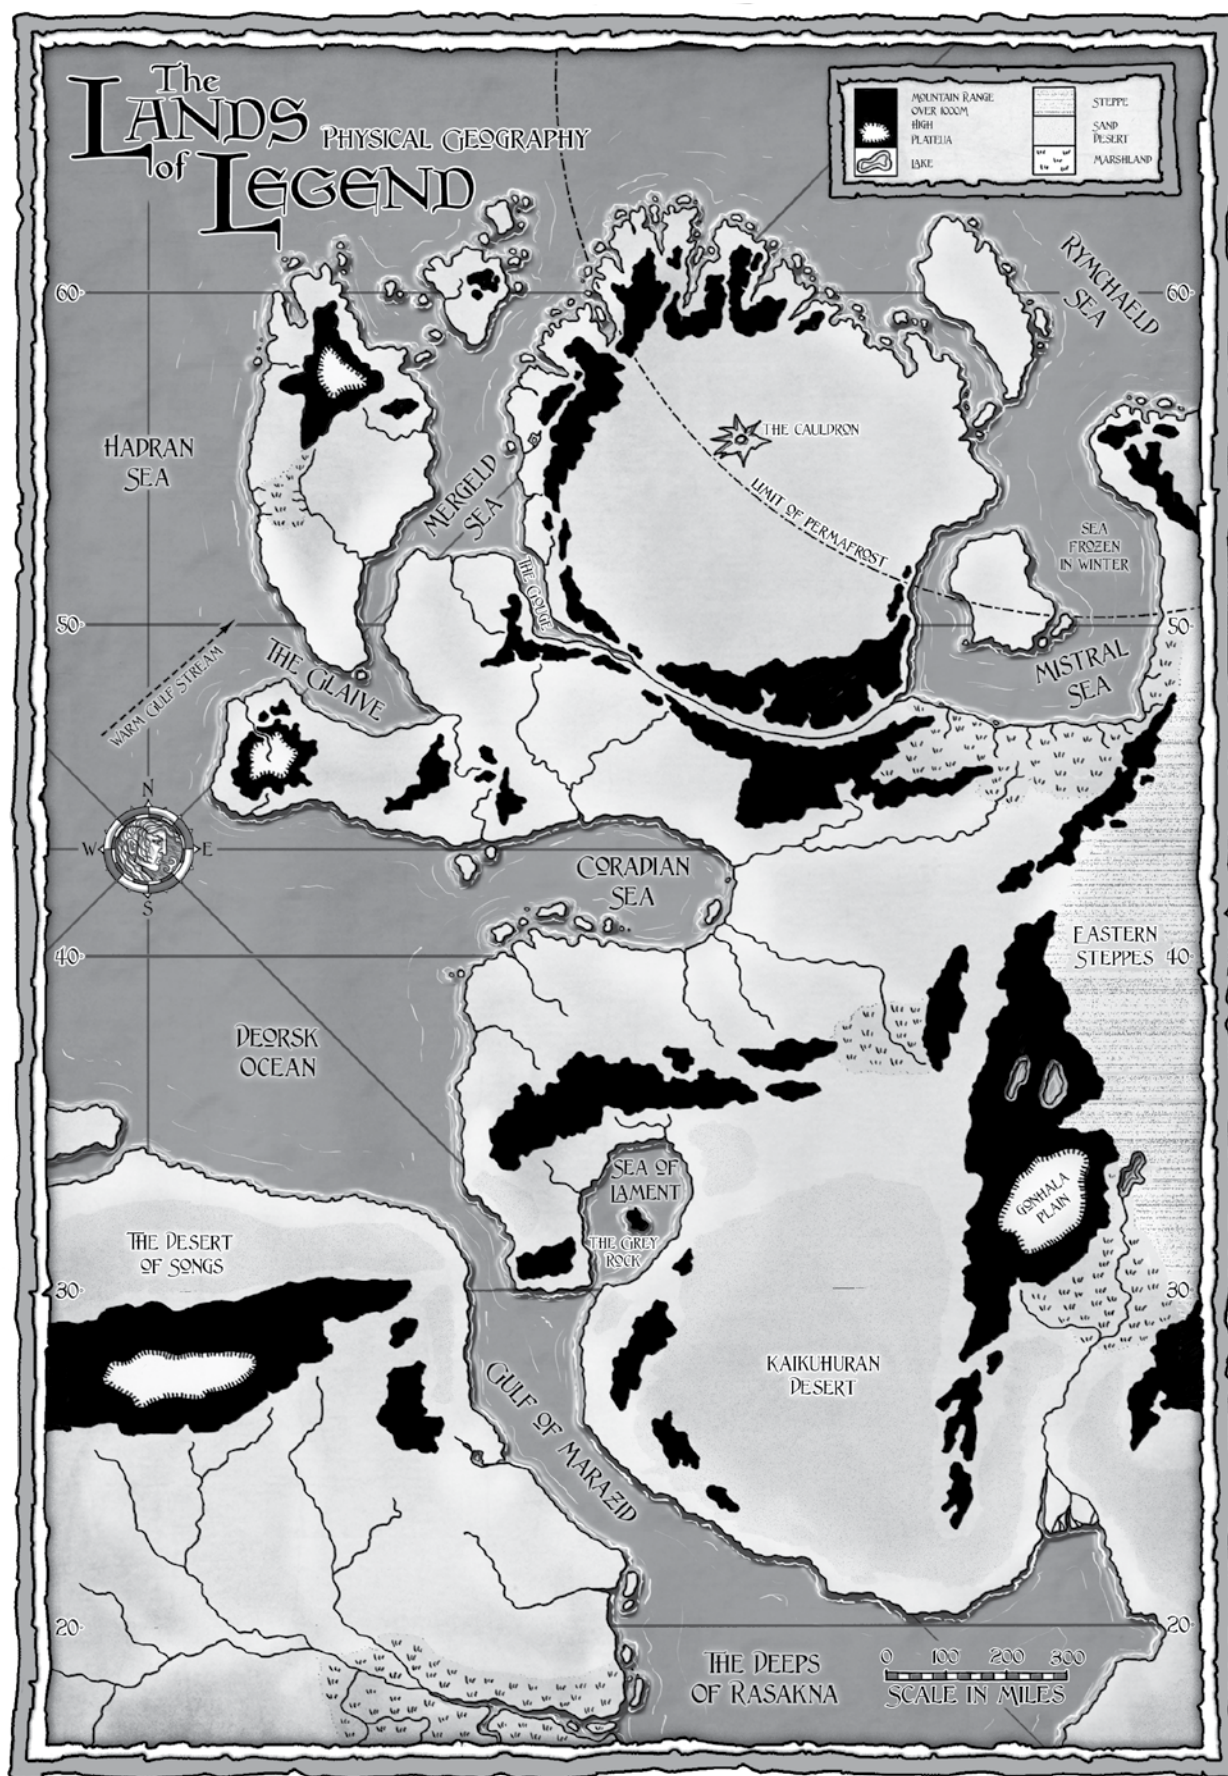 The
LANDS
of
LEGEND
PHYSICAL GEOGRAPHY
MOUNTAIN RANGE
OVER 1000M
HIGH
PLATEUA
LAKE
STEPPE
SAND
DESERT
MARSHLAND
RYMCHAELD
SEA
60
60
HADRAN
SEA
MERGELD
SEA
THE CAULDRON
LIMIT OF PERMAFROST
SEA
FROZEN
IN WINTER
THE GOUGE
50
50
WARM GULF STREAM
THE GLAIVE
MISTRAL
SEA
N
W
E
S
CORADIAN
SEA
EASTERN
STEPPES
40
40
DEORSK
OCEAN
SEA OF
LAMENT
THE GREY
ROCK
GONHALA
PLAIN
THE DESERT
OF SONGS
30
30
KAIKUHURAN
DESERT
GULF OF MARAZID
20
20
THE DEEPS
OF RASAKNA
0 100 200 300
SCALE IN MILES